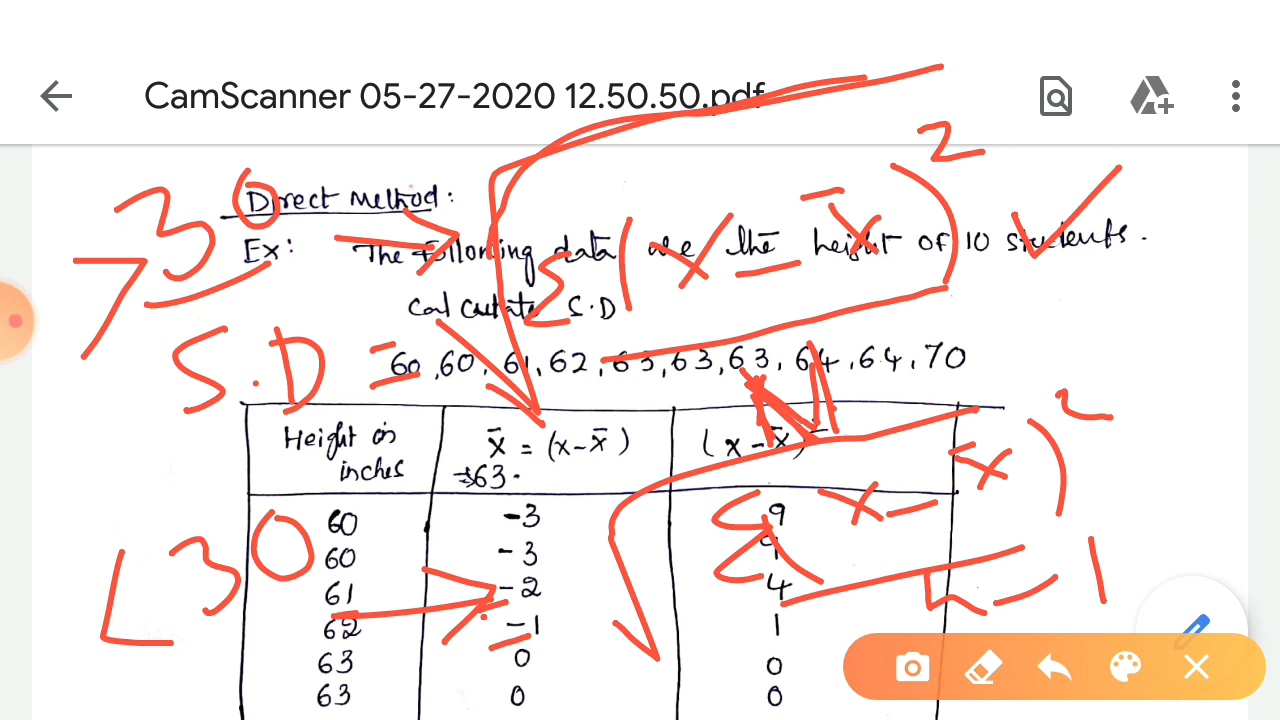 CamScanner 05-27-2020 12.50.50.pdf
Direct Method:
Ex: The following data are the height of 10 students.
Calculate S.D
60, 60, 61, 62, 63, 63, 63, 64, 64, 70
Height in inches x̄ = (x-x̄) (x-x̄)²
63.
60 -3 9
60 -3 9
61 -2 4
62 -1 1
63 0 0
63 0 0
> 30 → Σ(x - x̄)² ✓
S.D = N
Σ x - (x)²
L 30 → n - 1